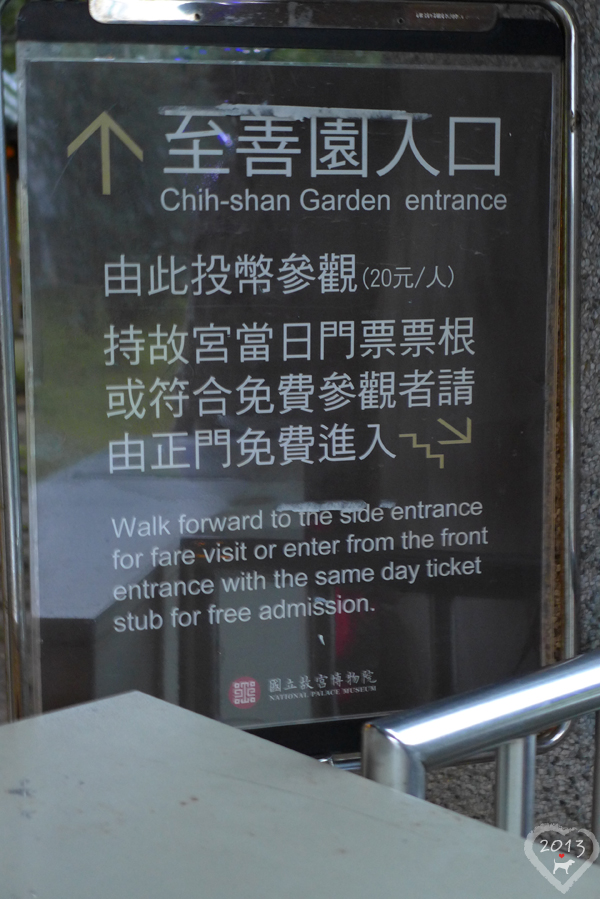 至善園入口
Chih-shan Garden entrance
由此投幣參觀(20元/人)
持故宮當日門票票根
或符合免費參觀者請
由正門免費進入
Walk forward to the side entrance
for fare visit or enter from the front
entrance with the same day ticket
stub for free admission.
國立故宮博物院
NATIONAL PALACE MUSEUM
2013